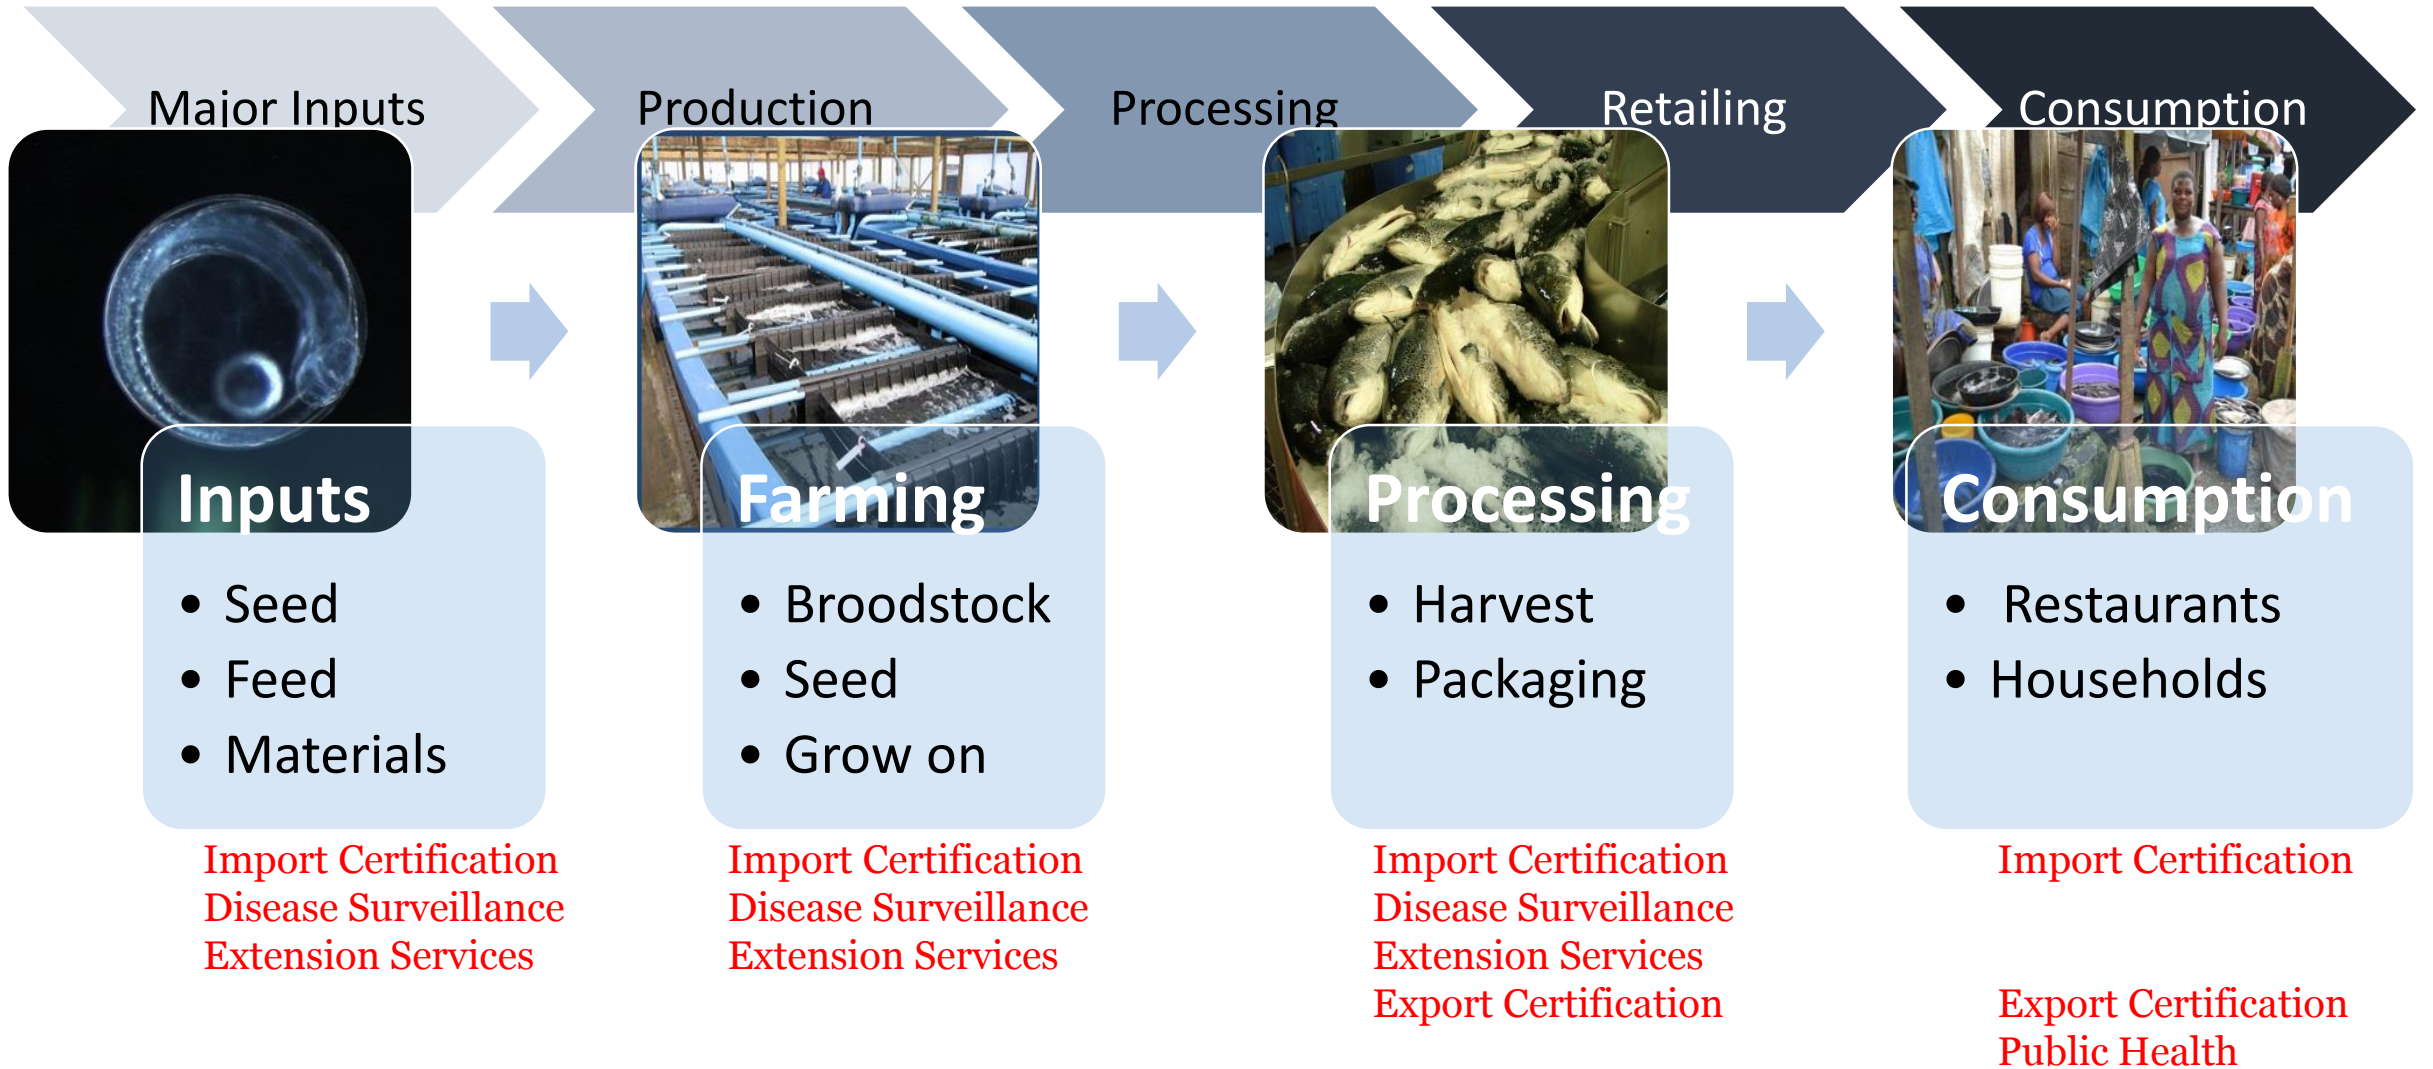 Major Inputs
Production
Processing
Retailing
Consumption
Inputs
• Seed
• Feed
• Materials
Import Certification
Disease Surveillance
Extension Services
Farming
• Broodstock
• Seed
• Grow on
Import Certification
Disease Surveillance
Extension Services
Processing
• Harvest
• Packaging
Import Certification
Disease Surveillance
Extension Services
Export Certification
Consumption
• Restaurants
• Households
Import Certification
Export Certification
Public Health